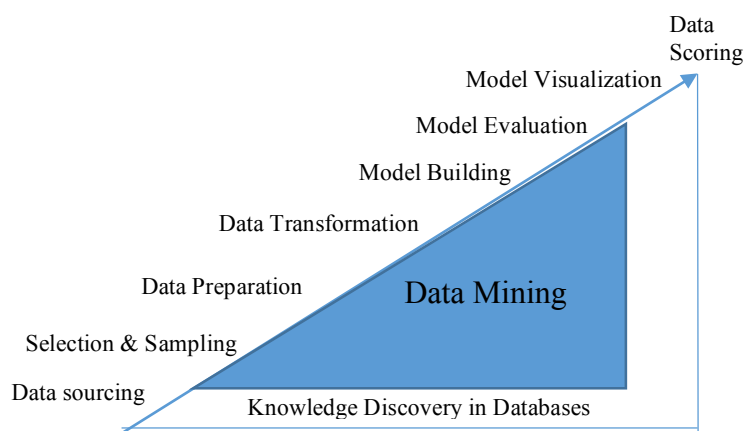 Data
Scoring
Model Visualization
Model Evaluation
Model Building
Data Transformation
Data Preparation
Data Mining
Selection & Sampling
Data sourcing
Knowledge Discovery in Databases